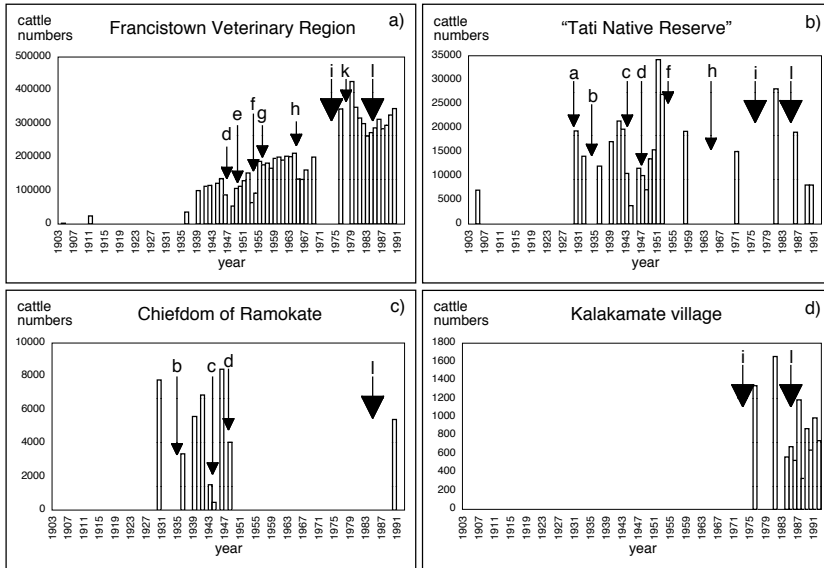 cattle
numbers
Francistown Veterinary Region
a)
500000
400000
300000
200000
100000
0
d
e
f
g
h
i
k
l
1903
1907
1911
1915
1919
1923
1927
1931
1935
1939
1943
1947
1951
1955
1959
1963
1967
1971
1975
1979
1983
1987
1991
year
cattle
numbers
“Tati Native Reserve”
b)
35000
30000
25000
20000
15000
10000
5000
0
a
b
c
d
f
h
i
l
1903
1907
1911
1915
1919
1923
1927
1931
1935
1939
1943
1947
1951
1955
1959
1963
1967
1971
1975
1979
1983
1987
1991
year
cattle
numbers
Chiefdom of Ramokate
c)
10000
8000
6000
4000
2000
0
b
c
d
l
1903
1907
1911
1915
1919
1923
1927
1931
1935
1939
1943
1947
1951
1955
1959
1963
1967
1971
1975
1979
1983
1987
1991
year
cattle
numbers
Kalakamate village
d)
1800
1600
1400
1200
1000
800
600
400
200
0
i
l
1903
1907
1911
1915
1919
1923
1927
1931
1935
1939
1943
1947
1951
1955
1959
1963
1967
1971
1975
1979
1983
1987
1991
year